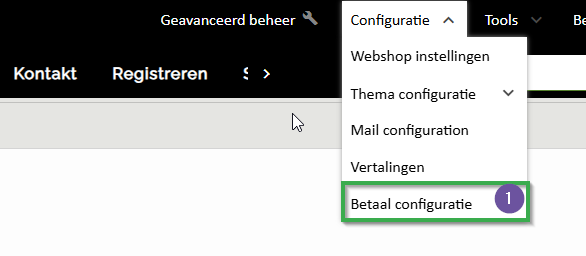 Geavanceerd beheer Configuratie Tools Be
Webshop instellingen
Kontakt Registreren S
Thema configuratie
Mail configuration
Vertalingen
Betaal configuratie 1